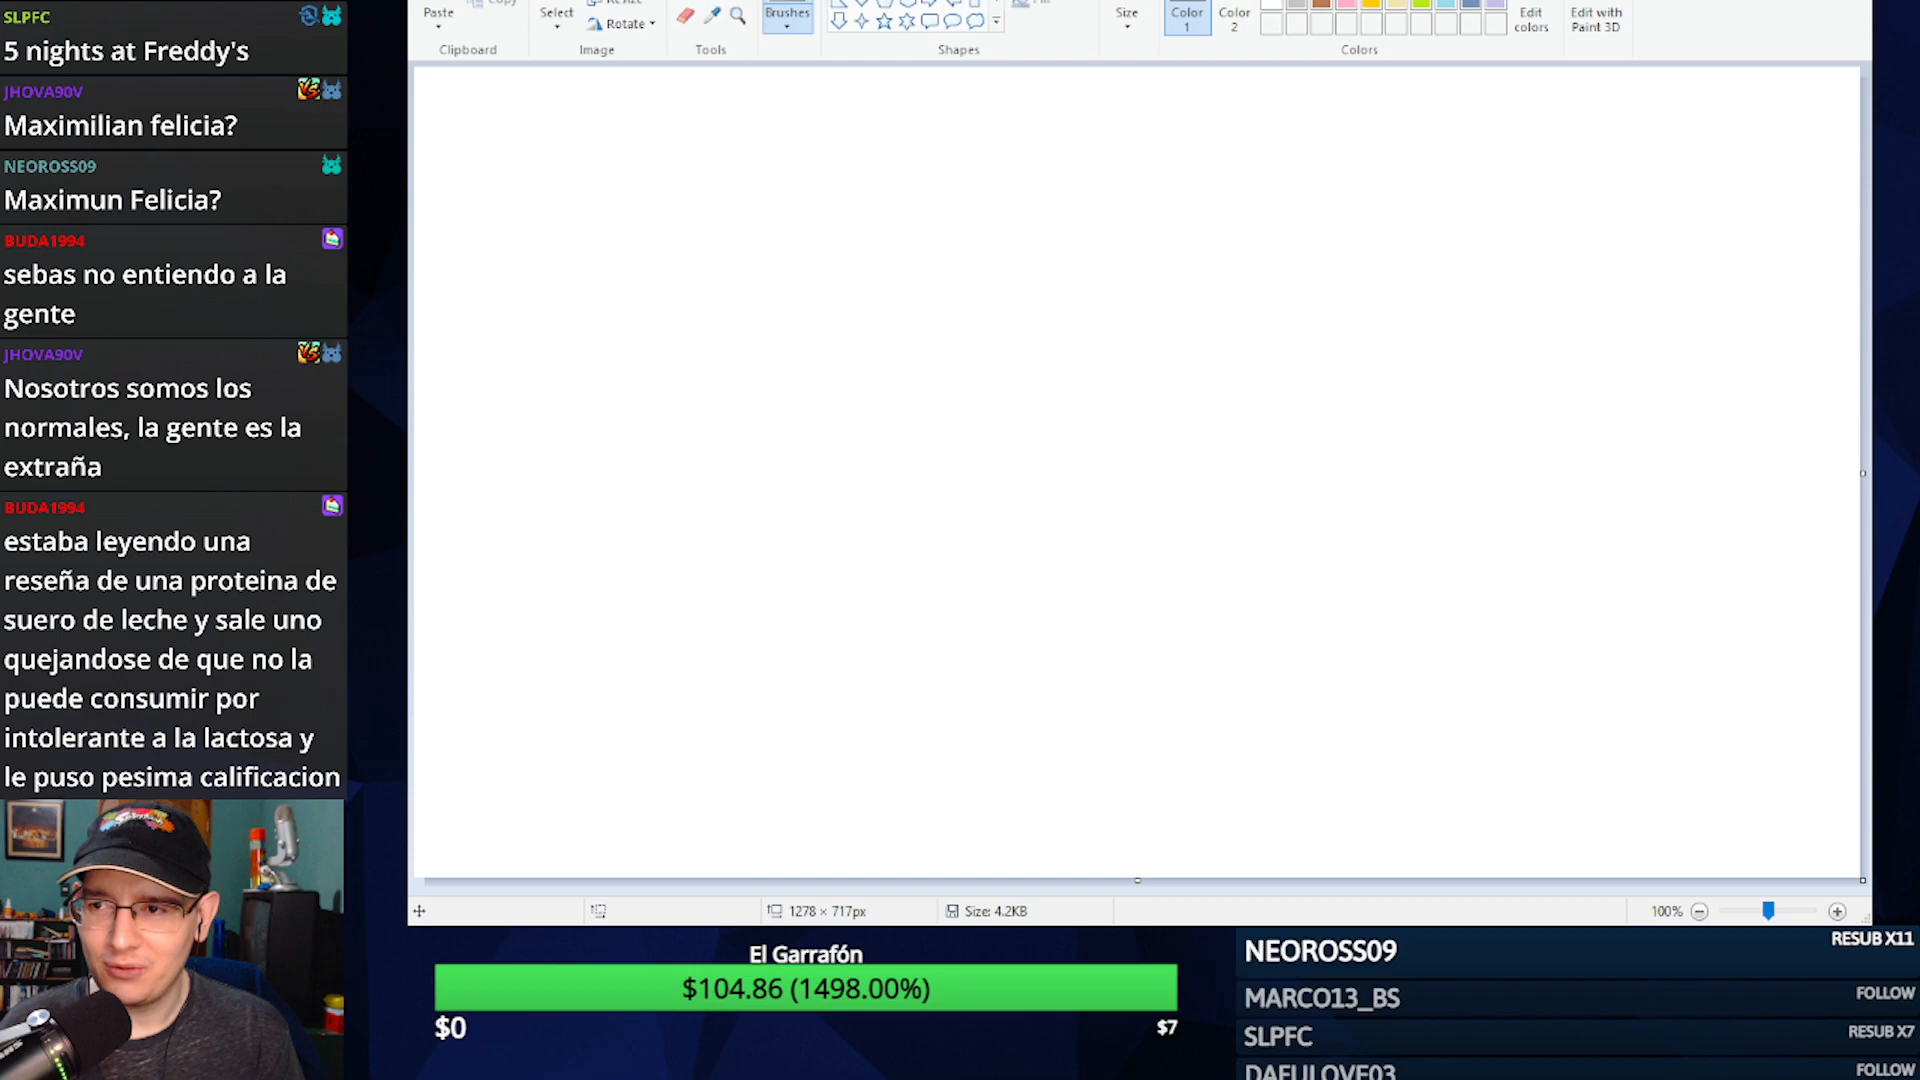 SLPFC
5 nights at Freddy's
JHOVA90V
Maximilian felicia?
NEOROSS09
Maximun Felicia?
BUDA1994
sebas no entiendo a la
gente
JHOVA90V
Nosotros somos los
normales, la gente es la
extraña
BUDA1994
estaba leyendo una
reseña de una proteina de
suero de leche y sale uno
quejandose de que no la
puede consumir por
intolerante a la lactosa y
le puso pesima calificacion
Paste
Copy
Select
Rotate
Brushes
Size
Color
1
Color
2
Edit
colors
Edit with
Paint 3D
Clipboard
Image
Tools
Shapes
Colors
1278 × 717px
Size: 4.2KB
100%
El Garrafón
$104.86 (1498.00%)
$0
$7
NEOROSS09
RESUB X11
MARCO13_BS
FOLLOW
SLPFC
RESUB X7
FOLLOW